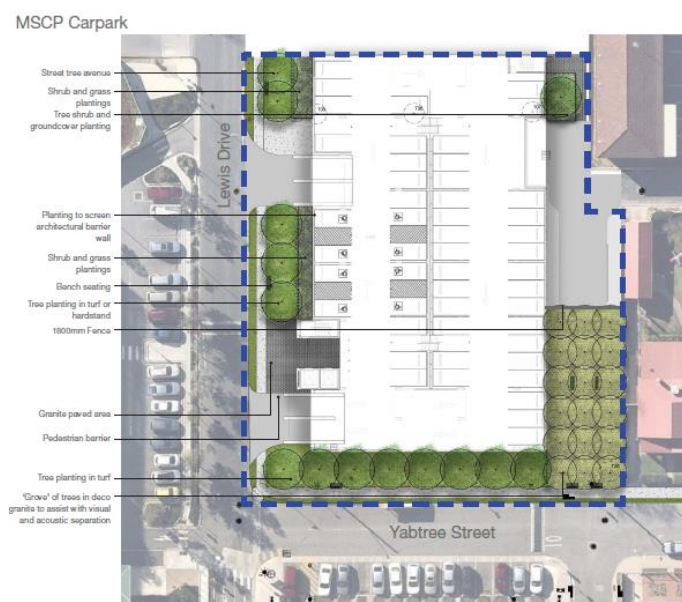 MSCP Carpark
Street tree avenue
Shrub and grass
plantings
Tree shrub and
groundcover planting
Lewis Drive
Planting to screen
architectural barrier
wall
Shrub and grass
plantings
Bench seating
Tree planting in turf or
hardstand
1800mm Fence
Granite paved area
Pedestrian barrier
Tree planting in turf
'Grove' of trees in deco
granite to assist with visual
and acoustic separation
Yabtree Street